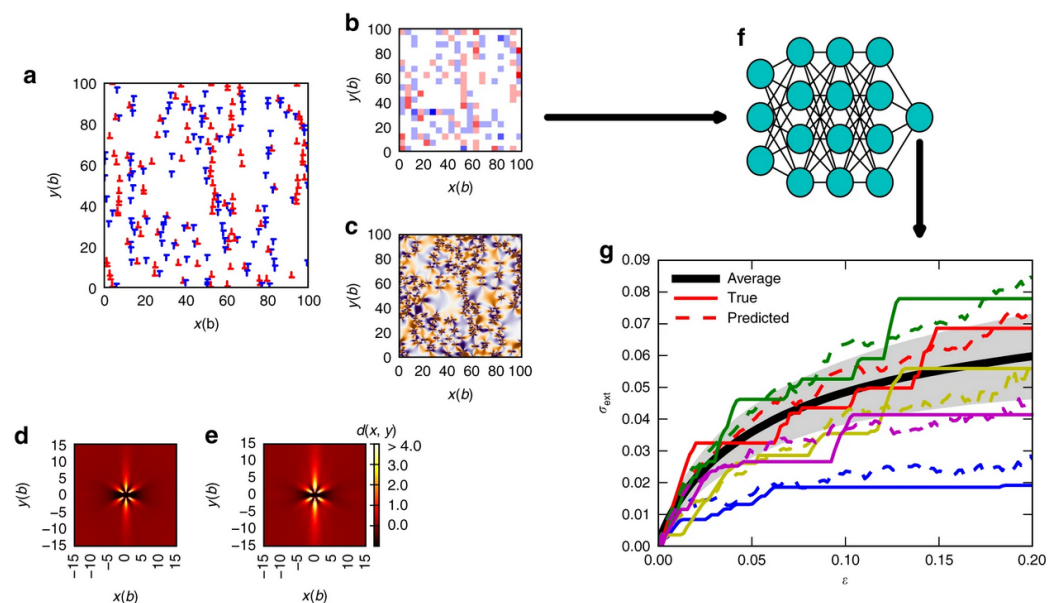 a
y(b)
100
80
60
40
20
0
0 20 40 60 80 100
x(b)
b
y(b)
100
80
60
40
20
0
0 20 40 60 80 100
x(b)
c
y(b)
100
80
60
40
20
0
0 20 40 60 80 100
x(b)
d
y(b)
15
10
5
0
−5
−10
−15
−15 −10 −5 0 5 10 15
x(b)
e
y(b)
15
10
5
0
−5
−10
−15
−15 −10 −5 0 5 10 15
x(b)
d(x, y)
> 4.0
3.0
2.0
1.0
0.0
f
g
Average
True
Predicted
σext
0.09
0.08
0.07
0.06
0.05
0.04
0.03
0.02
0.01
0.00
0.00 0.05 0.10 0.15 0.20
ε